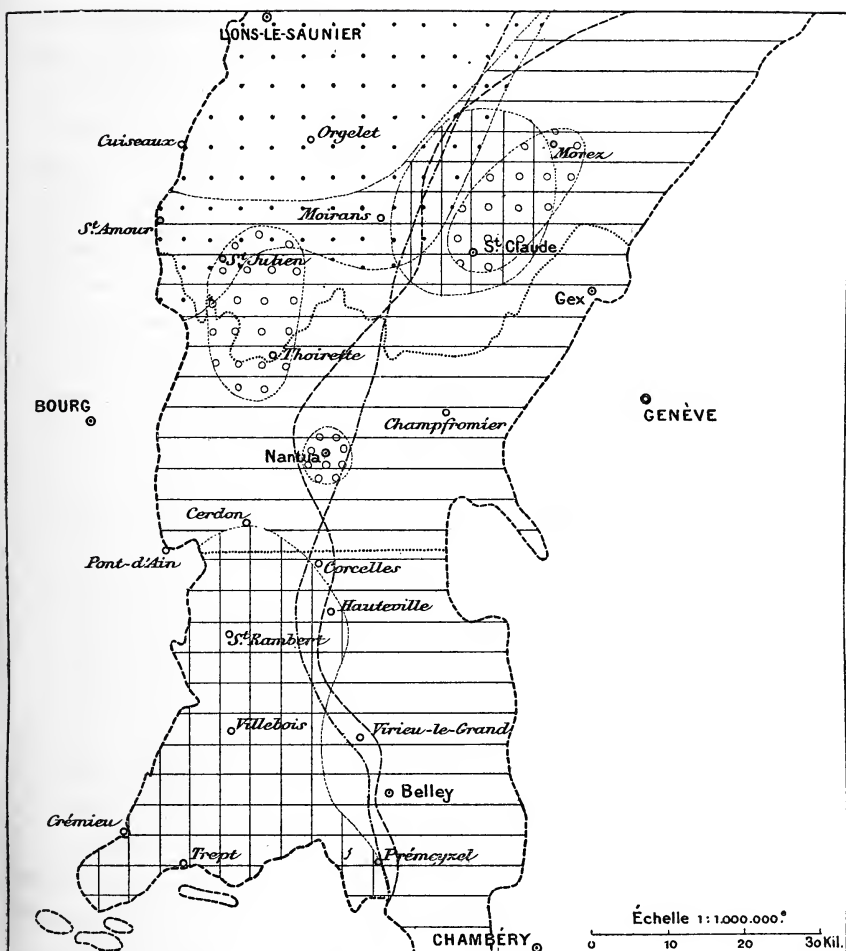 LONS-LE-SAUNIER
Cuiseaux
Orgelet
Morez
St. Amour
Moirans
St. Julien
St. Claude
Gex
Thoirette
BOURG
GENÈVE
Champfromier
Nantua
Cerdon
Pont-d'Ain
Corcelles
Hauteville
St. Rambert
Villebois
Virieu-le-Grand
Belley
Crémieu
Trept
Prémeyzel
Échelle 1:1.000.000.e
CHAMBÉRY
0 10 20 30 Kil.